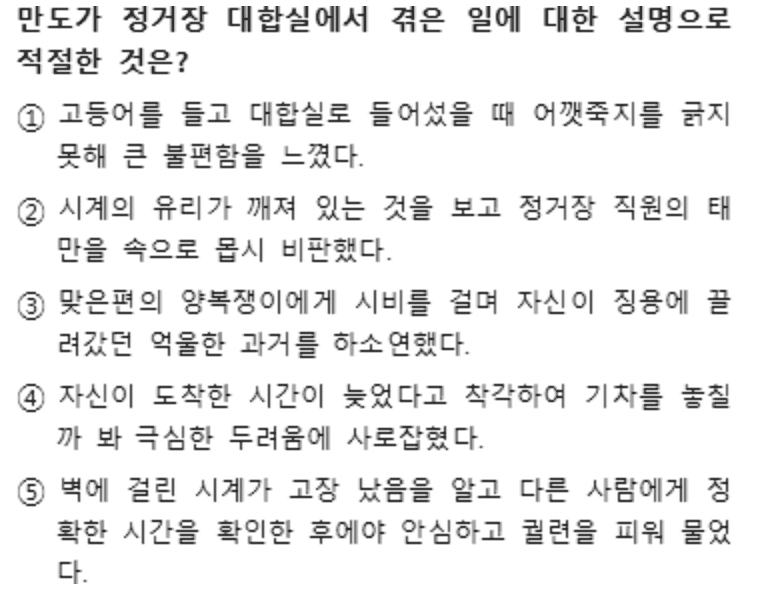 만도가 정거장 대합실에서 겪은 일에 대한 설명으로
적절한 것은?
① 고등어를 들고 대합실로 들어섰을 때 어깻죽지를 긁지
못해 큰 불편함을 느꼈다.
② 시계의 유리가 깨져 있는 것을 보고 정거장 직원의 태
만을 속으로 몹시 비판했다.
③ 맞은편의 양복쟁이에게 시비를 걸며 자신이 징용에 끌
려갔던 억울한 과거를 하소연했다.
④ 자신이 도착한 시간이 늦었다고 착각하여 기차를 놓칠
까 봐 극심한 두려움에 사로잡혔다.
⑤ 벽에 걸린 시계가 고장 났음을 알고 다른 사람에게 정
확한 시간을 확인한 후에야 안심하고 궐련을 피워 물었
다.